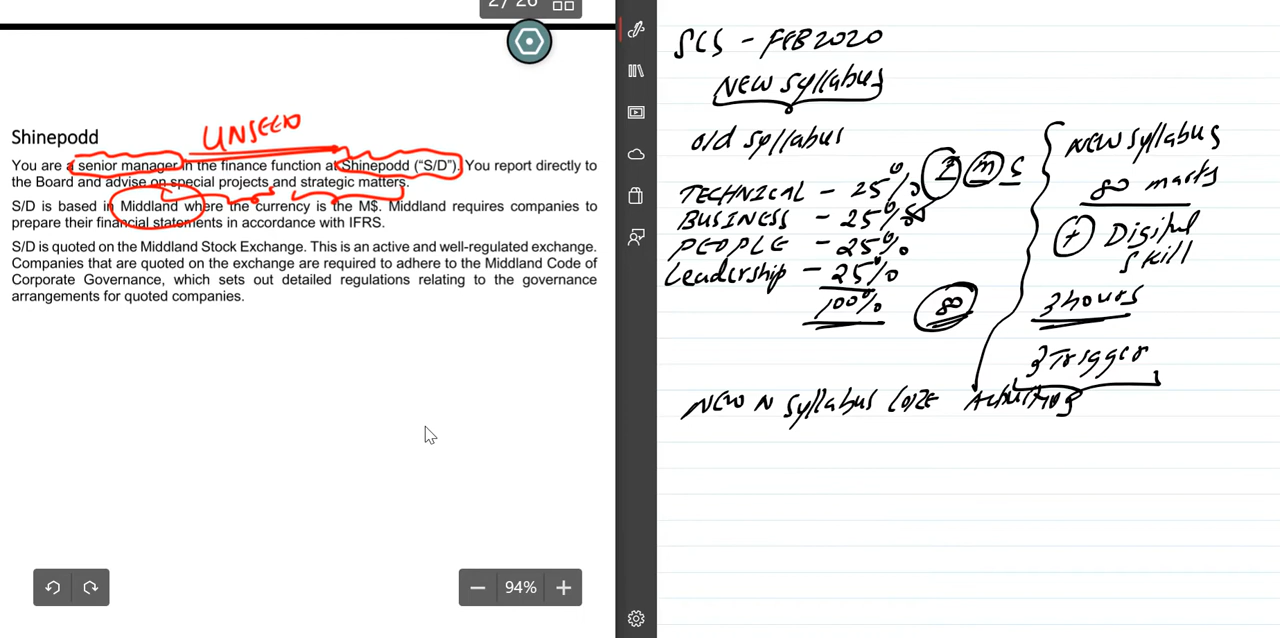 2 / 26
Shinepodd
UNSEEN
You are a senior manager in the finance function at Shinepodd ("S/D"). You report directly to
the Board and advise on special projects and strategic matters.
S/D is based in Middland where the currency is the M$. Middland requires companies to
prepare their financial statements in accordance with IFRS.
S/D is quoted on the Middland Stock Exchange. This is an active and well-regulated exchange.
Companies that are quoted on the exchange are required to adhere to the Middland Code of
Corporate Governance, which sets out detailed regulations relating to the governance
arrangements for quoted companies.
94%
SCS - FEB 2020
NEW Syllabus
old syllabus
TECHNICAL - 25%
BUSINESS - 25%
PEOPLE - 25%
Leadership - 25%
100%
80
m S
NEW syllabus
80 marks
+ Digital
skill
3 hours
3 Trigger
NEW syllabus CORE